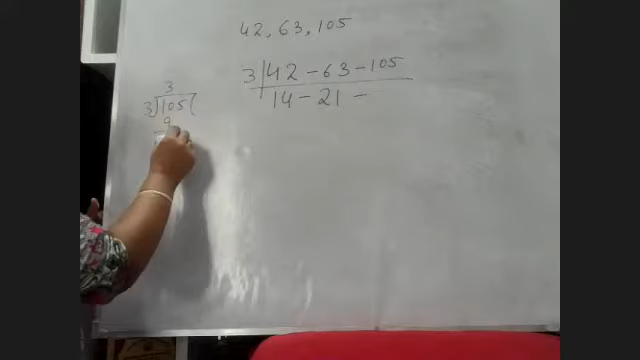 42, 63, 105
3 | 42 - 63 - 105
14 - 21 -
3
3 ) 105 (
9